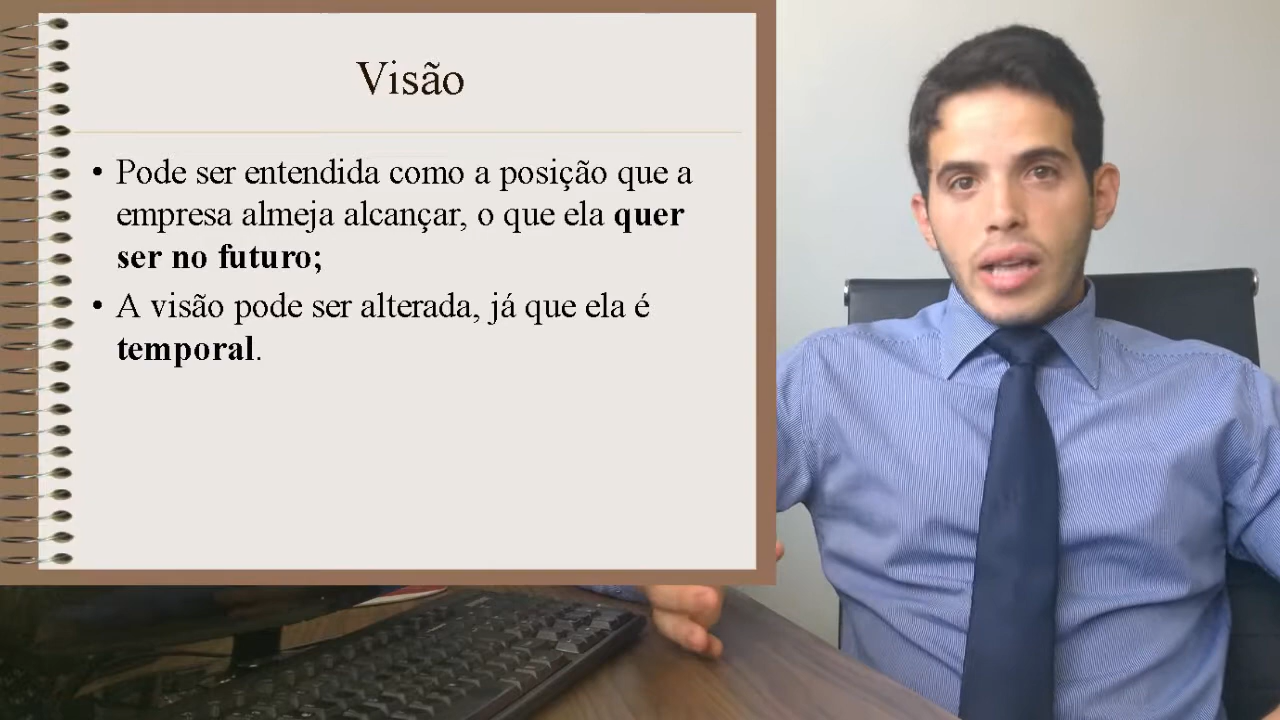 Visão
• Pode ser entendida como a posição que a
empresa almeja alcançar, o que ela quer
ser no futuro;
• A visão pode ser alterada, já que ela é
temporal.